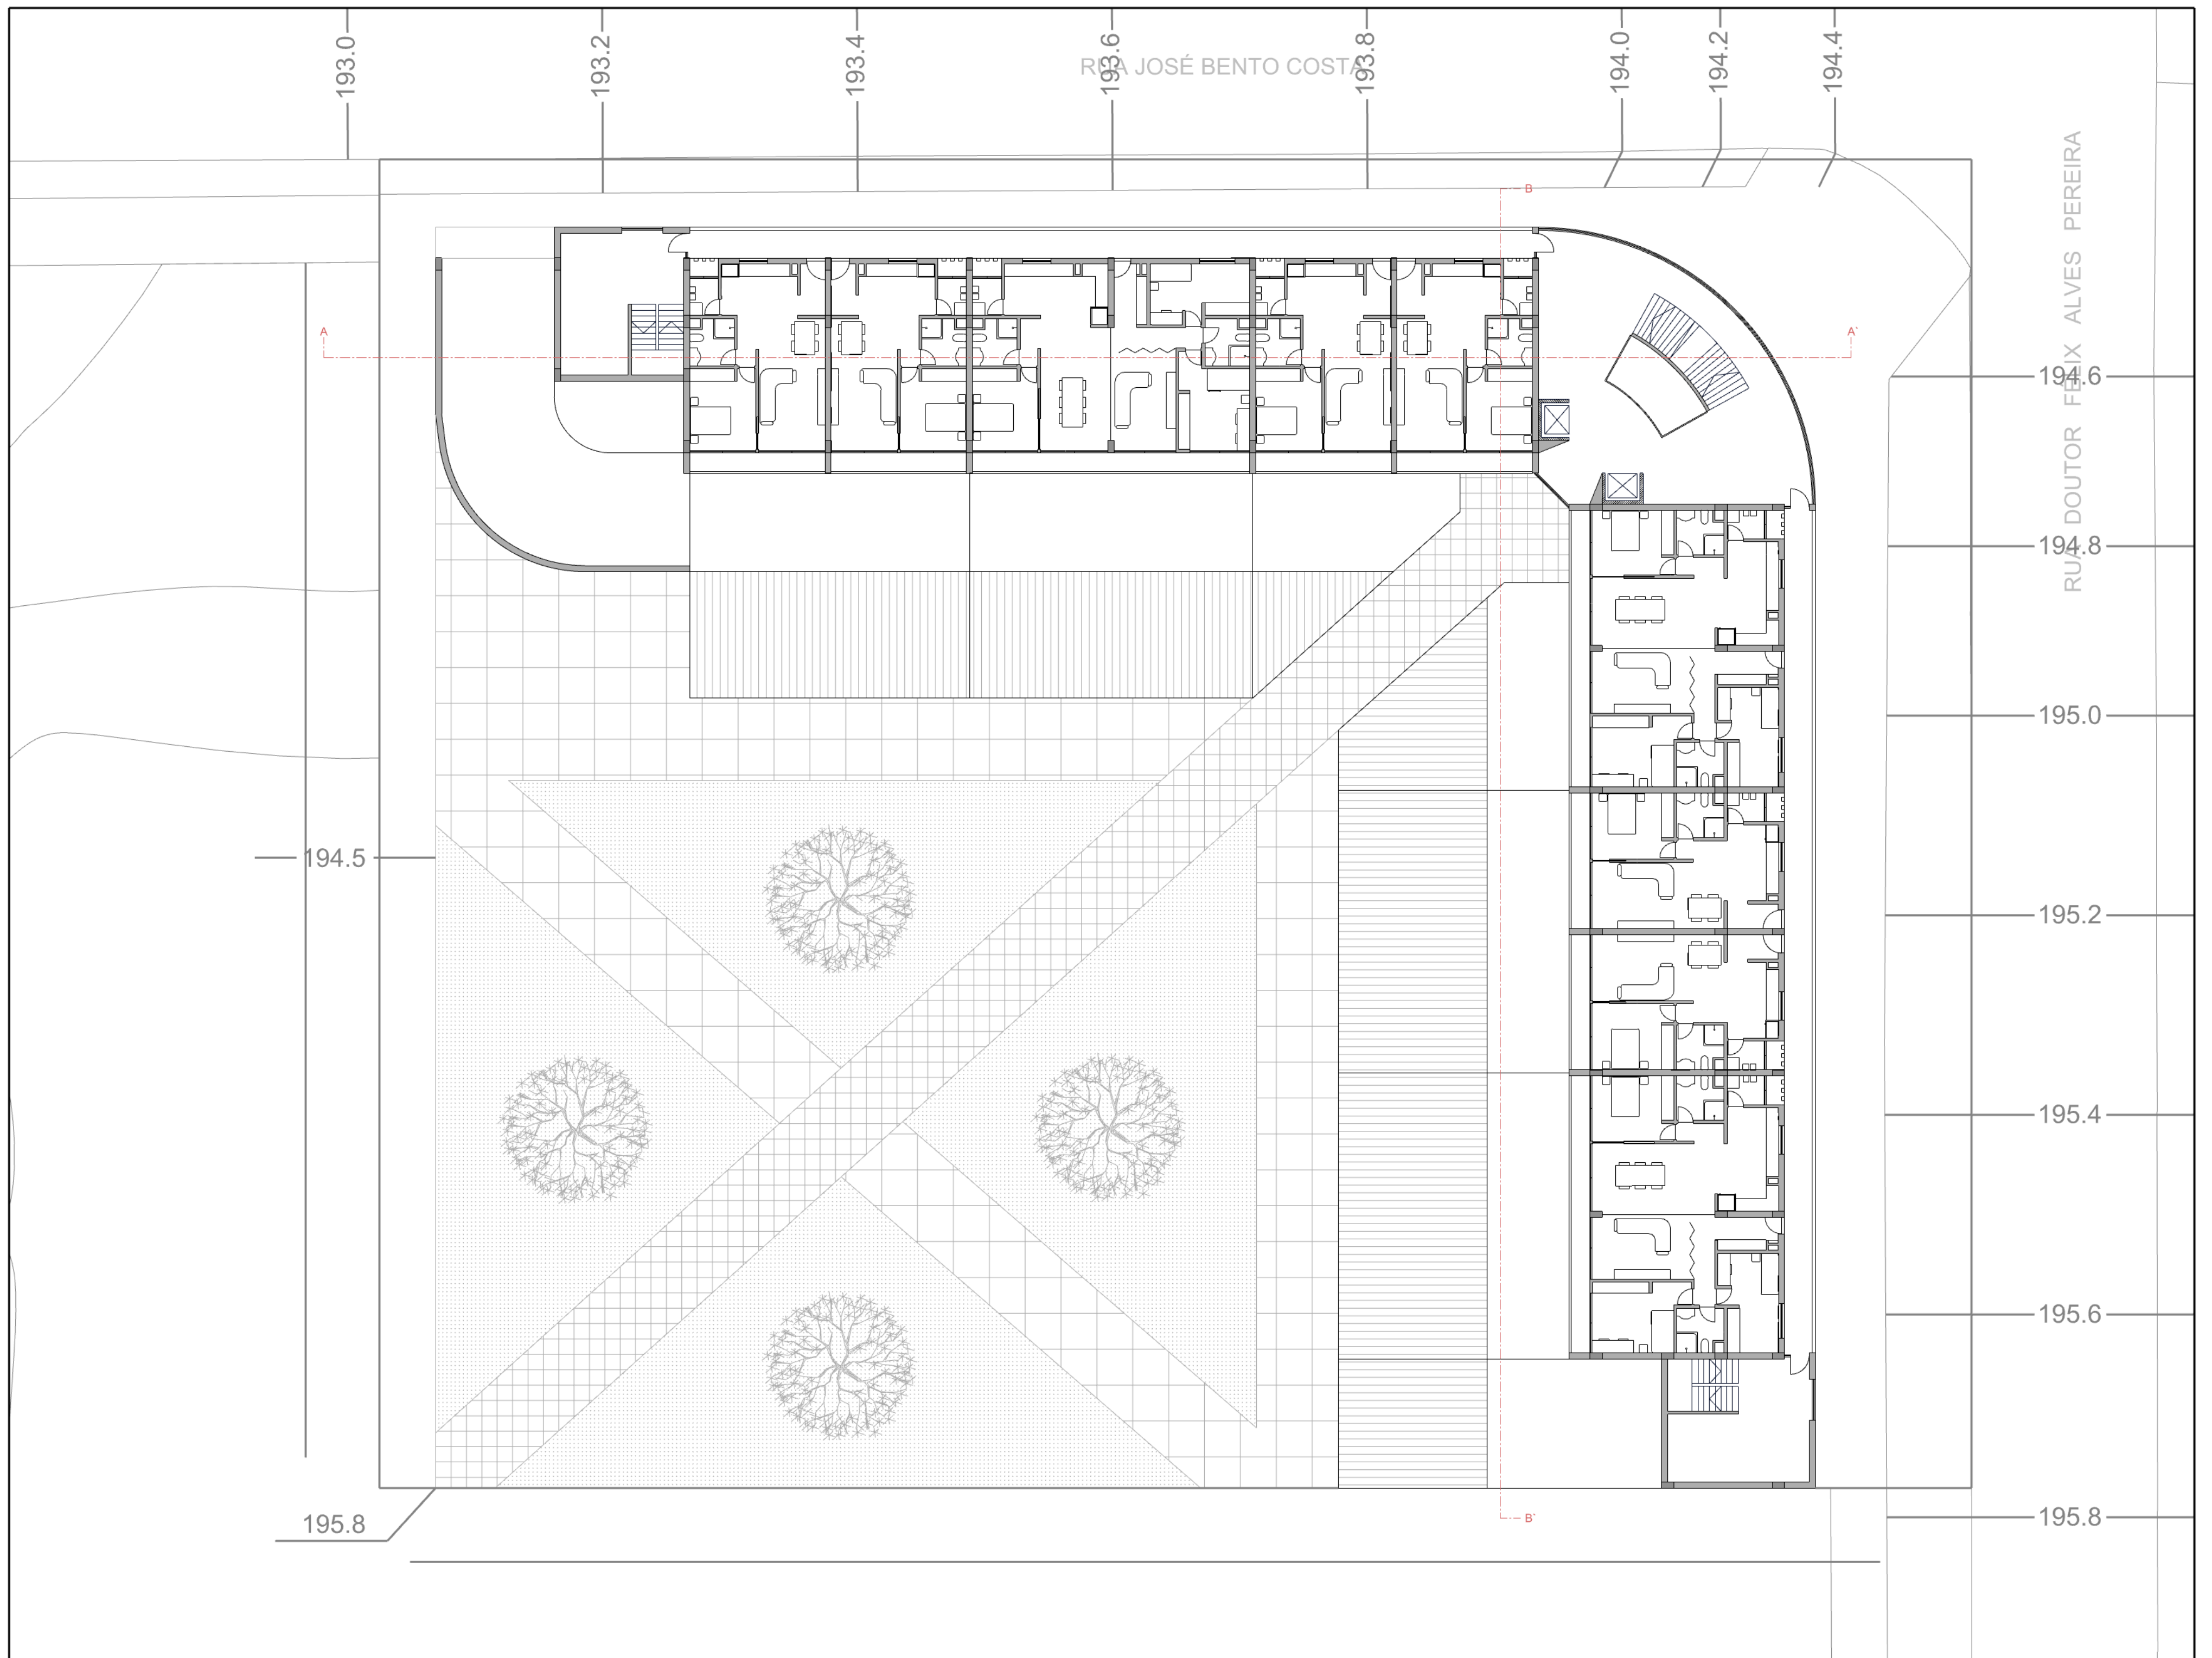 193.0
193.2
193.4
193.6
193.8
194.0
194.2
194.4
RUA JOSÉ BENTO COSTA
RUA DOUTOR FÉLIX ALVES PEREIRA
B
A
A`
194.6
194.8
195.0
194.5
195.2
195.4
195.6
195.8
B`
195.8